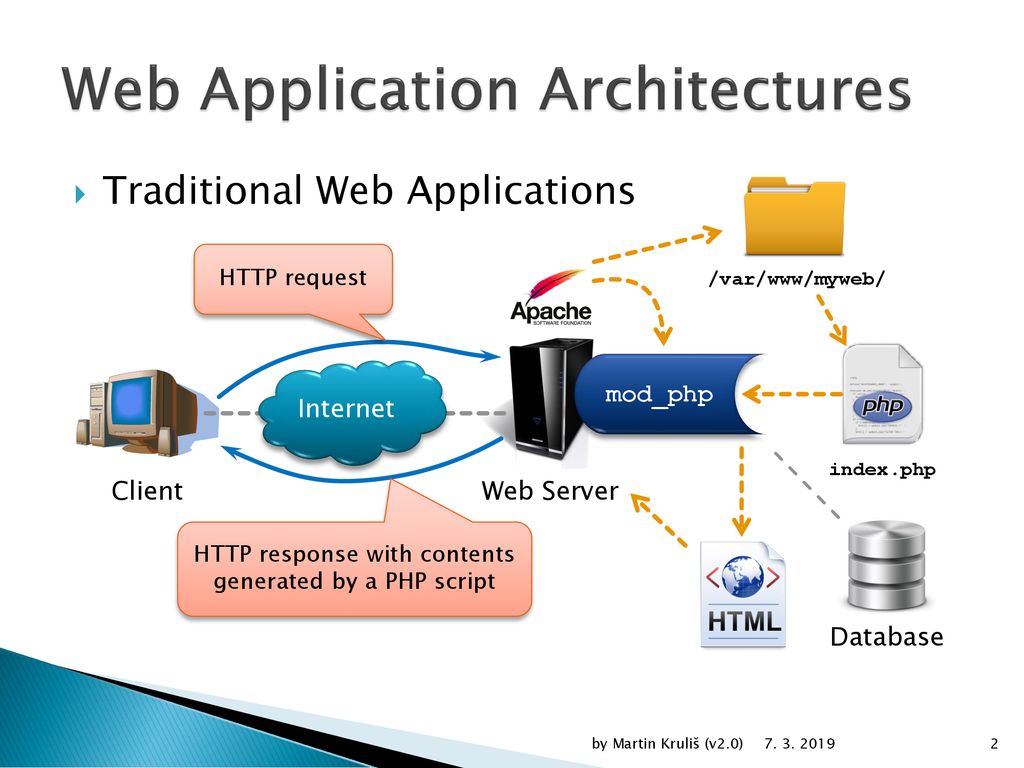 Web Application Architectures
Traditional Web Applications
HTTP request
Apache
SOFTWARE FOUNDATION
/var/www/myweb/
Internet
mod_php
php
index.php
Client
Web Server
HTTP response with contents
generated by a PHP script
HTML
Database
by Martin Kruliš (v2.0) 7. 3. 2019 2